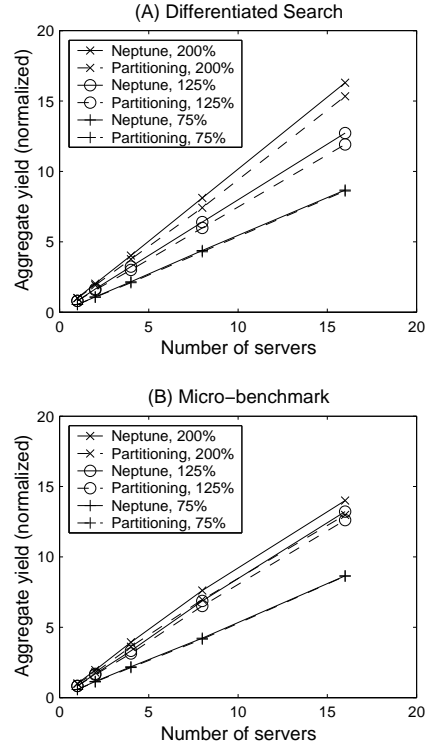 (A) Differentiated Search
20
15
10
5
0
Aggregate yield (normalized)
Neptune, 200%
Partitioning, 200%
Neptune, 125%
Partitioning, 125%
Neptune, 75%
Partitioning, 75%
0 5 10 15 20
Number of servers
(B) Micro−benchmark
20
15
10
5
0
Aggregate yield (normalized)
Neptune, 200%
Partitioning, 200%
Neptune, 125%
Partitioning, 125%
Neptune, 75%
Partitioning, 75%
0 5 10 15 20
Number of servers